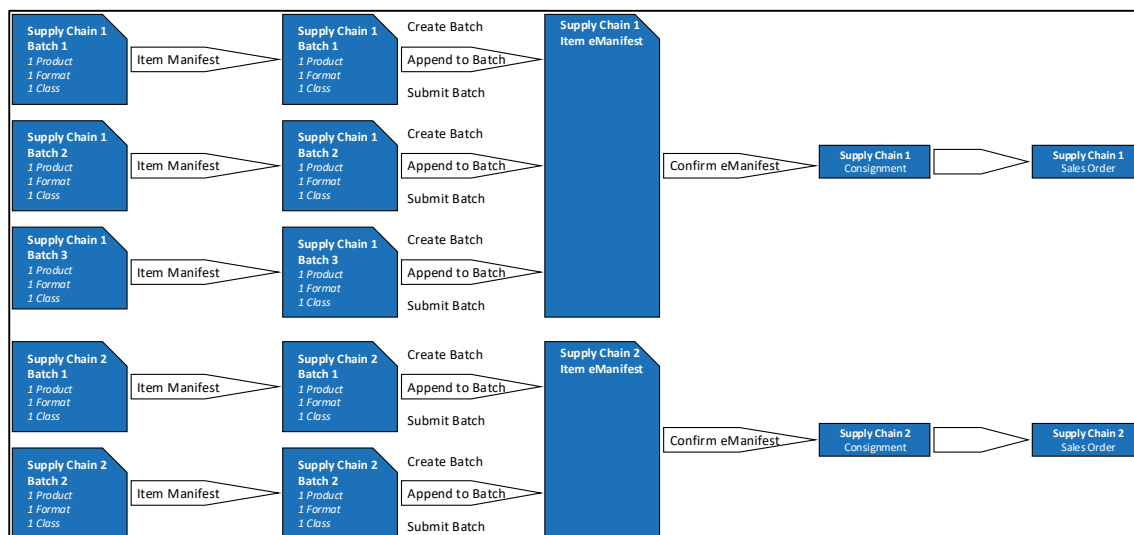 Supply Chain 1
Batch 1
1 Product
1 Format
1 Class
Item Manifest
Supply Chain 1
Batch 1
1 Product
1 Format
1 Class
Create Batch
Append to Batch
Submit Batch
Supply Chain 1
Item eManifest
Supply Chain 1
Batch 2
1 Product
1 Format
1 Class
Item Manifest
Supply Chain 1
Batch 2
1 Product
1 Format
1 Class
Create Batch
Append to Batch
Submit Batch
Confirm eManifest
Supply Chain 1
Consignment
Supply Chain 1
Sales Order
Supply Chain 1
Batch 3
1 Product
1 Format
1 Class
Item Manifest
Supply Chain 1
Batch 3
1 Product
1 Format
1 Class
Create Batch
Append to Batch
Submit Batch
Supply Chain 2
Batch 1
1 Product
1 Format
1 Class
Item Manifest
Supply Chain 2
Batch 1
1 Product
1 Format
1 Class
Create Batch
Append to Batch
Submit Batch
Supply Chain 2
Item eManifest
Confirm eManifest
Supply Chain 2
Consignment
Supply Chain 2
Sales Order
Supply Chain 2
Batch 2
1 Product
1 Format
1 Class
Item Manifest
Supply Chain 2
Batch 2
1 Product
1 Format
1 Class
Create Batch
Append to Batch
Submit Batch